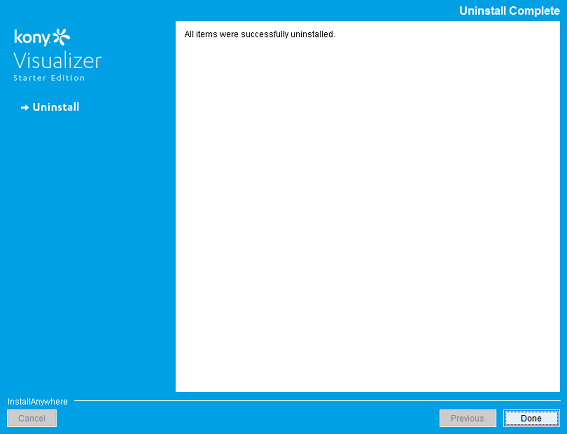 Uninstall Complete
kony
Visualizer
Starter Edition
Uninstall
All items were successfully uninstalled.
InstallAnywhere
Cancel
Previous
Done